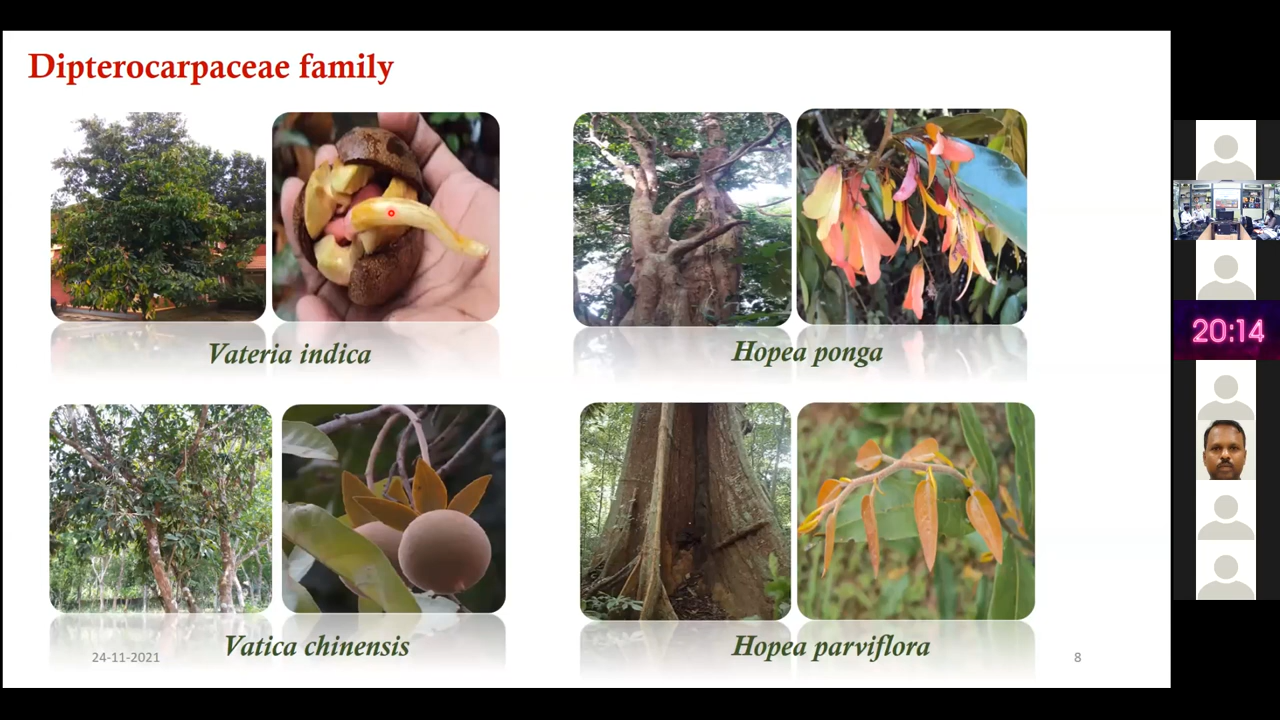 Dipterocarpaceae family
Vateria indica
Hopea ponga
Vatica chinensis
Hopea parviflora
24-11-2021
8
20:14